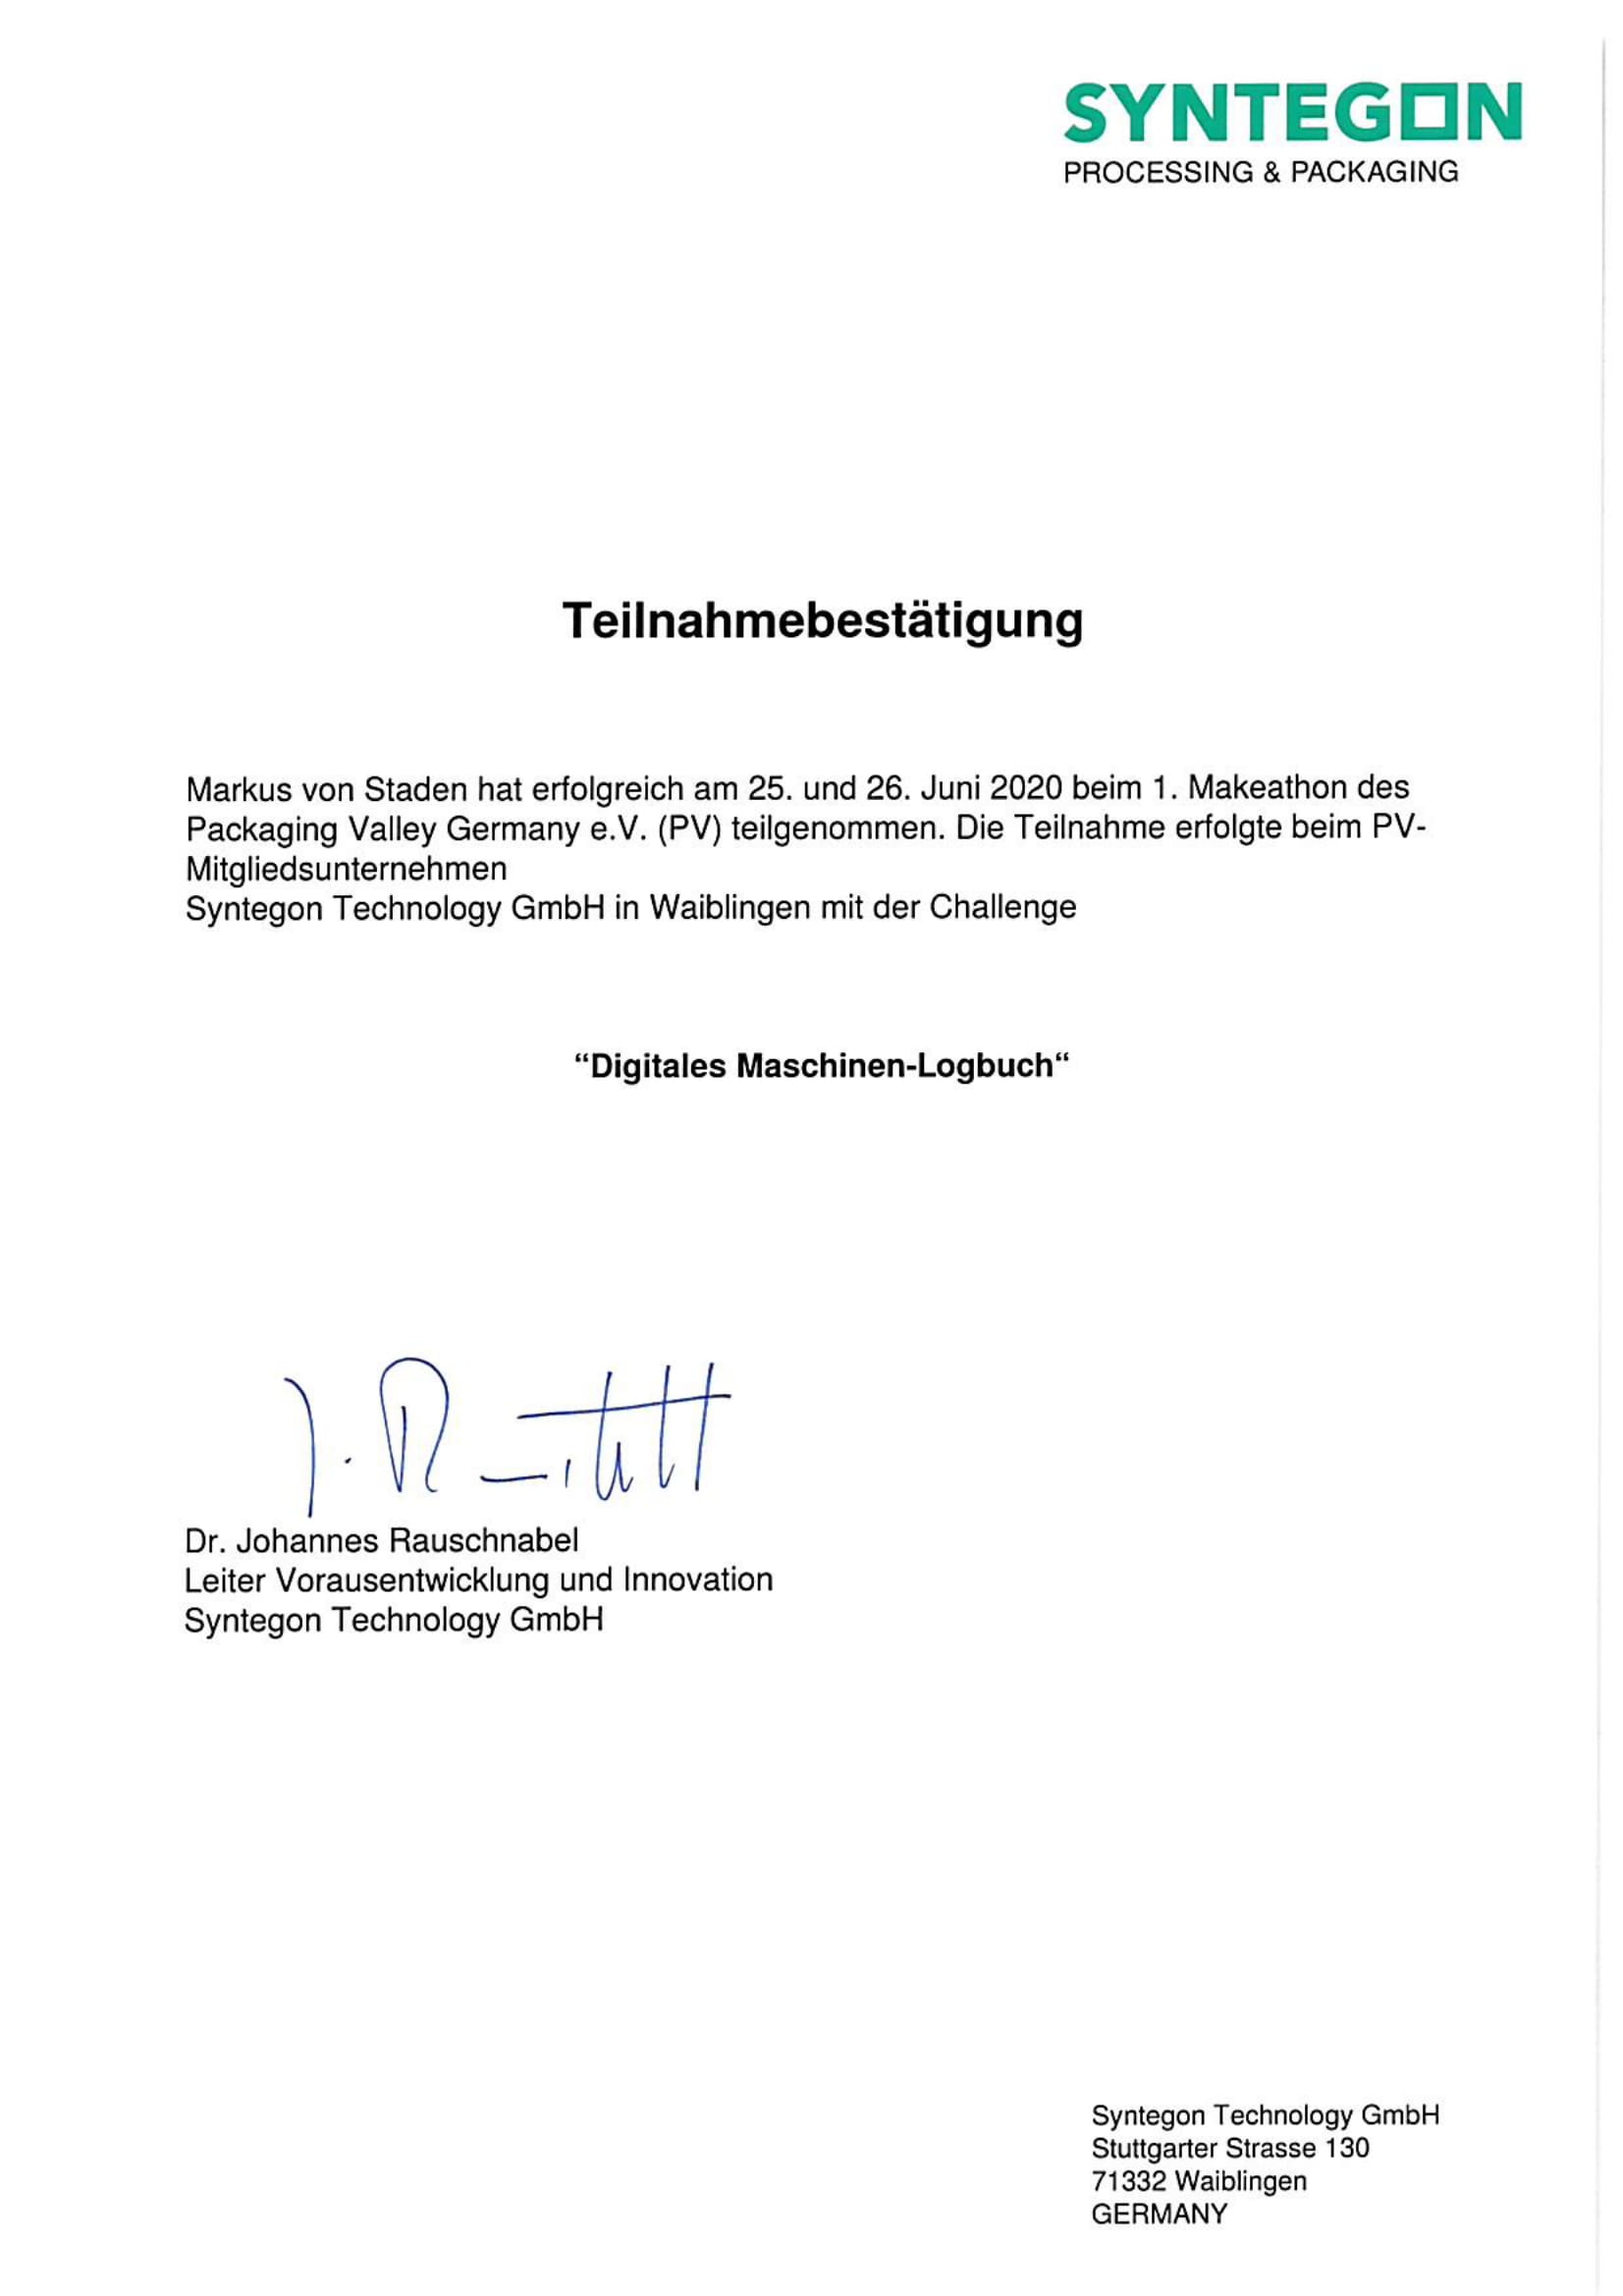 SYNTEGON
PROCESSING & PACKAGING
Teilnahmebestätigung
Markus von Staden hat erfolgreich am 25. und 26. Juni 2020 beim 1. Makeathon des
Packaging Valley Germany e.V. (PV) teilgenommen. Die Teilnahme erfolgte beim PV-
Mitgliedsunternehmen
Syntegon Technology GmbH in Waiblingen mit der Challenge
“Digitales Maschinen-Logbuch“
Dr. Johannes Rauschnabel
Leiter Vorausentwicklung und Innovation
Syntegon Technology GmbH
Syntegon Technology GmbH
Stuttgarter Strasse 130
71332 Waiblingen
GERMANY